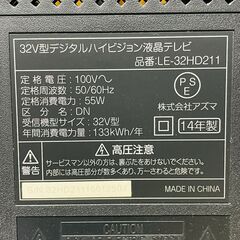 32V型デジタルハイビジョン液晶テレビ
品番:LE-32HD211
定格電圧:100V~
定格周波数:50/60Hz
定格消費電力:55W
区分名:DN
受信機型サイズ:32V型
年間消費電力量:133kWh/年
PS
E
株式会社アズマ
14年製
警告
高圧注意
サービスマン以外の方は、裏ぶたをあけないでください。
内部には高圧部分が数多くあり、
万一さわると危険です。
MADE IN CHINA